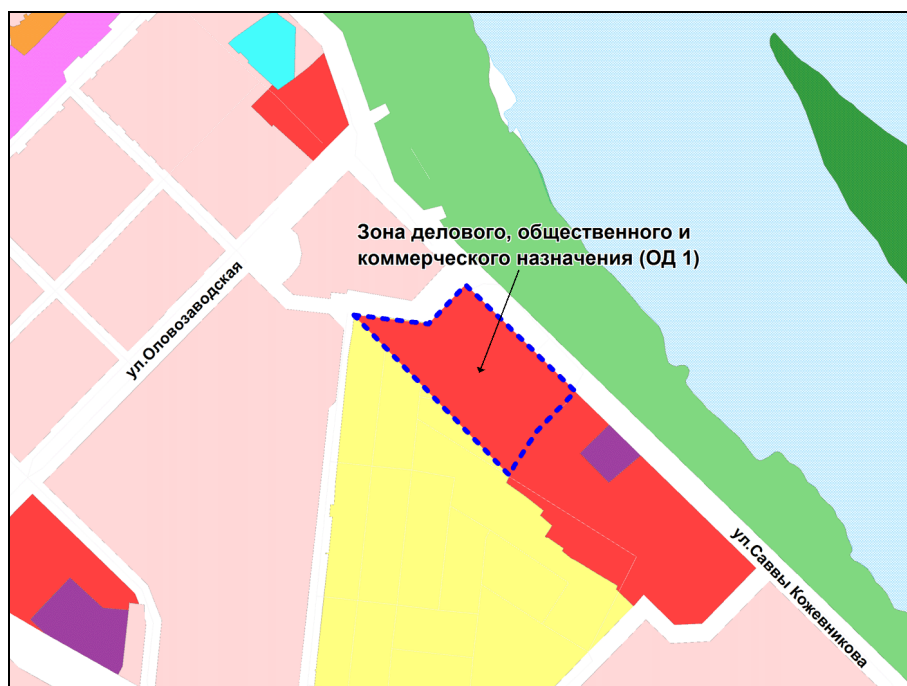 Зона делового, общественного и
коммерческого назначения (ОД 1)
ул.Оловозаводская
ул.Саввы Кожевникова